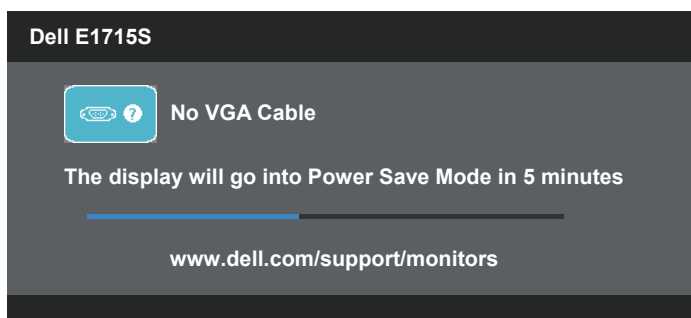 Dell E1715S
No VGA Cable
The display will go into Power Save Mode in 5 minutes
www.dell.com/support/monitors